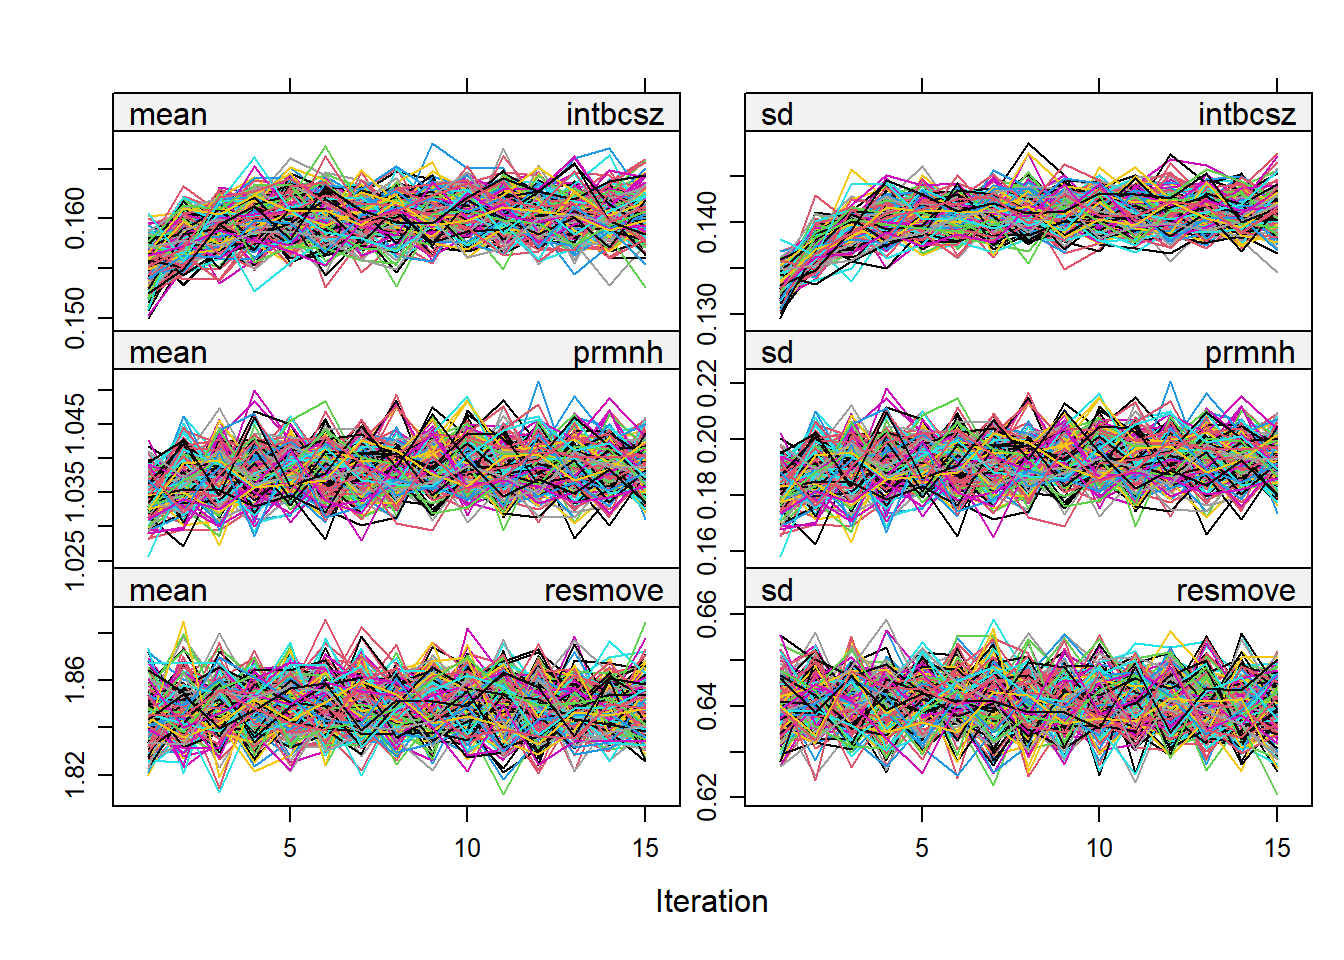 mean intbcsz sd intbcsz
0.160 0.140
0.150 0.130
mean prmnh sd prmnh
1.045 0.22
1.035 0.20
1.025 0.18
0.16
mean resmove sd resmove
1.86 0.66
1.82 0.64
0.62
5 10 15 5 10 15
Iteration